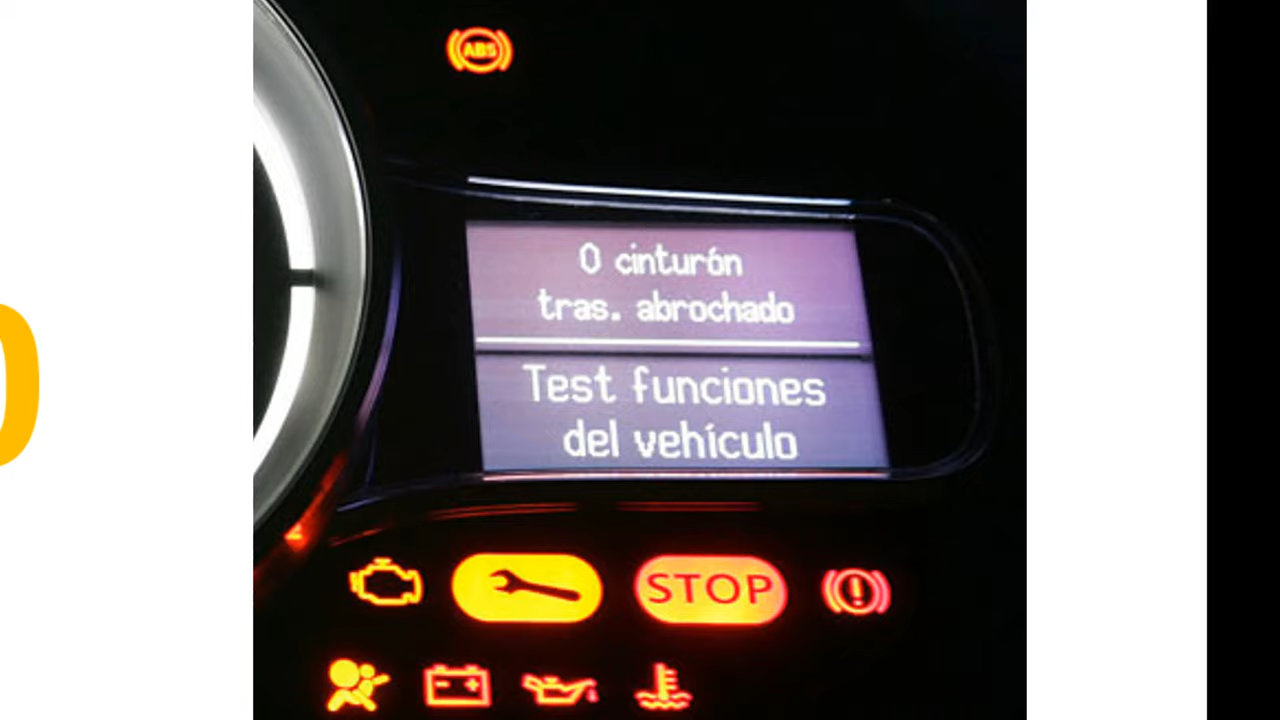 ABS
0 cinturón
tras. abrochado
Test funciones
del vehículo
STOP